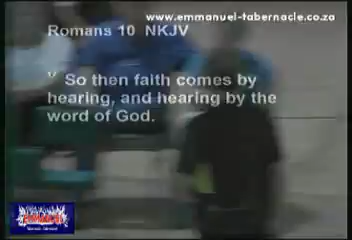 www.emmanuel-tabernacle.co.za
Romans 10 NKJV
v So then faith comes by
hearing, and hearing by the
word of God.